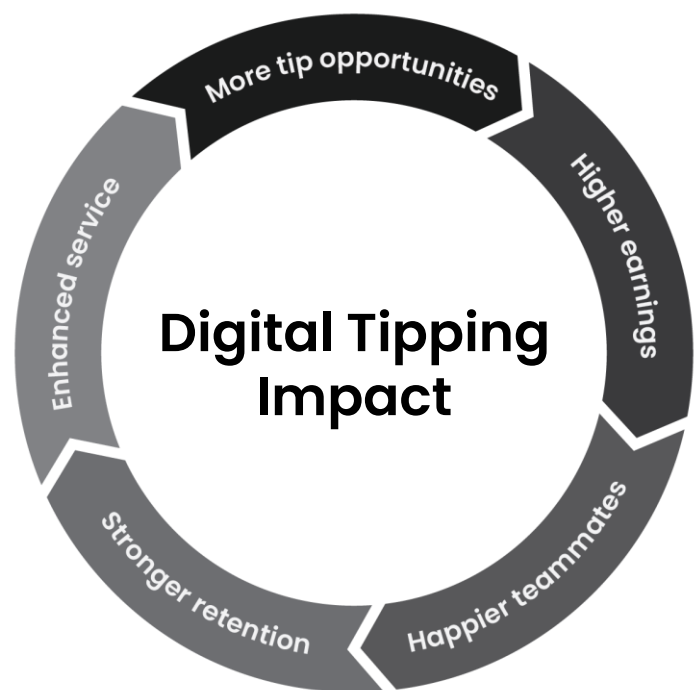 More tip opportunities
Higher earnings
Happier teammates
Stronger retention
Enhanced service
Digital Tipping
Impact